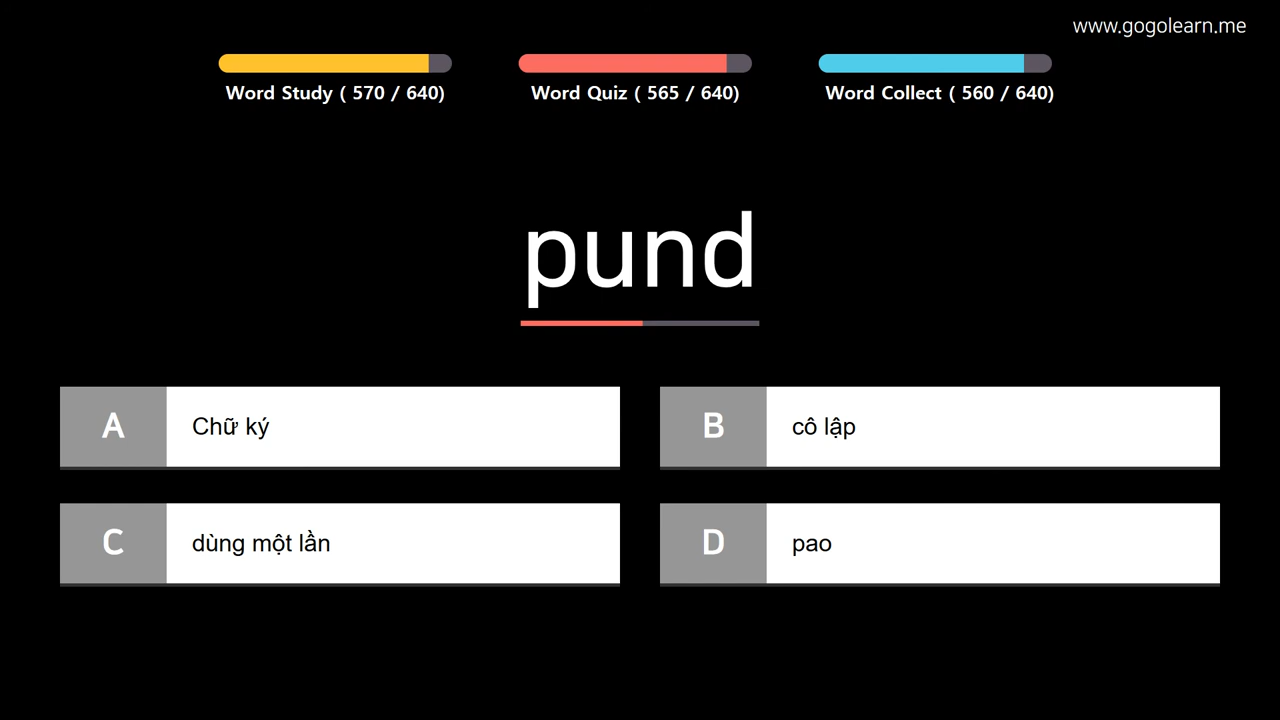 www.gogolearn.me
Word Study ( 570 / 640)
Word Quiz ( 565 / 640)
Word Collect ( 560 / 640)
pund
A
Chữ ký
B
cô lập
C
dùng một lần
D
pao